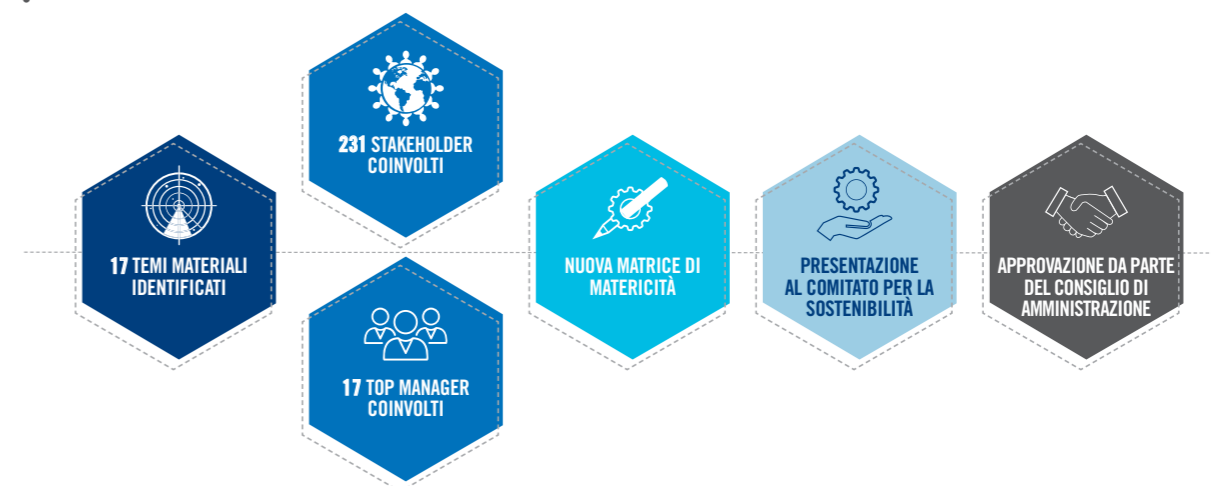 17 TEMI MATERIALI
IDENTIFICATI
231 STAKEHOLDER
COINVOLTI
17 TOP MANAGER
COINVOLTI
NUOVA MATRICE DI
MATERICITÀ
PRESENTAZIONE
AL COMITATO PER LA
SOSTENIBILITÀ
APPROVAZIONE DA PARTE
DEL CONSIGLIO DI
AMMINISTRAZIONE